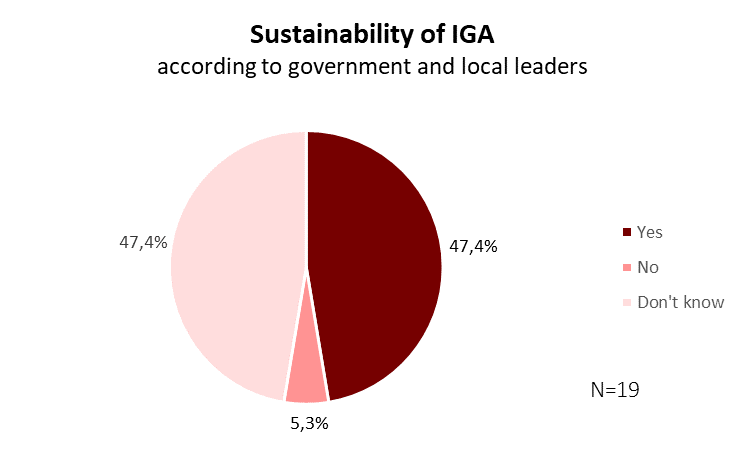 Sustainability of IGA
according to government and local leaders
47,4%
47,4%
5,3%
Yes
No
Don't know
N=19